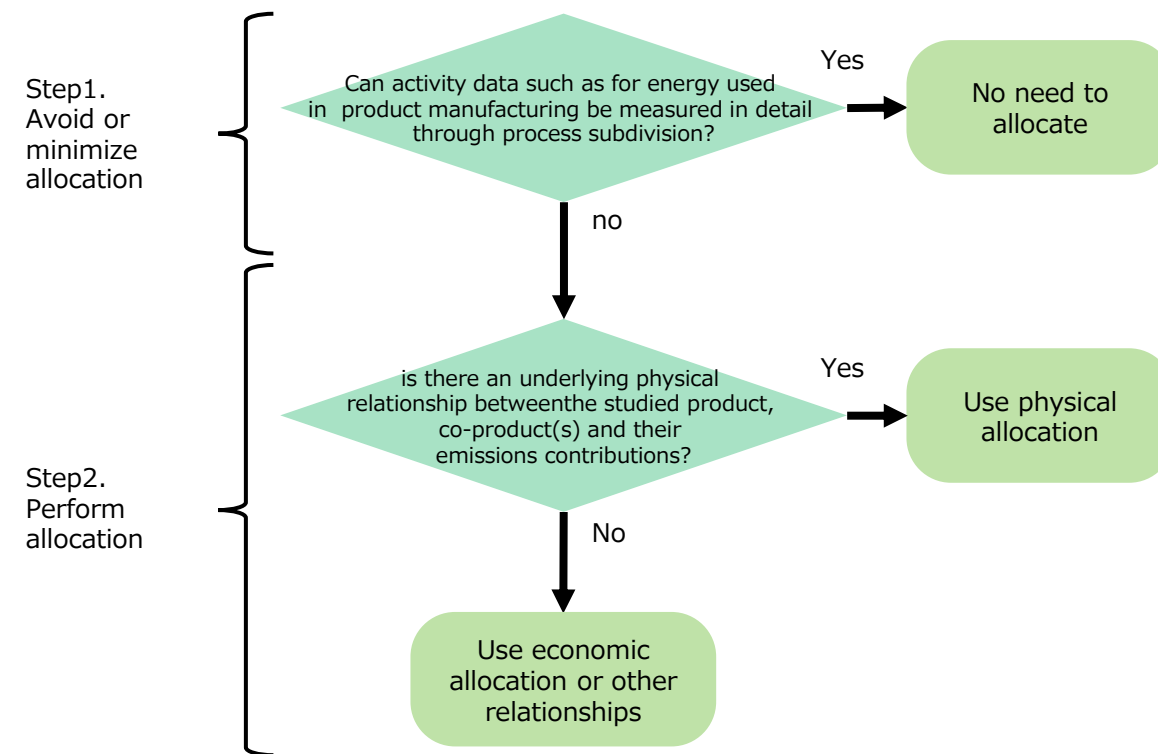 Step1.
Avoid or
minimize
allocation
Can activity data such as for energy used
in product manufacturing be measured in detail
through process subdivision?
Yes
No need to
allocate
no
Step2.
Perform
allocation
is there an underlying physical
relationship betweenthe studied product,
co-product(s) and their
emissions contributions?
Yes
Use physical
allocation
No
Use economic
allocation or other
relationships